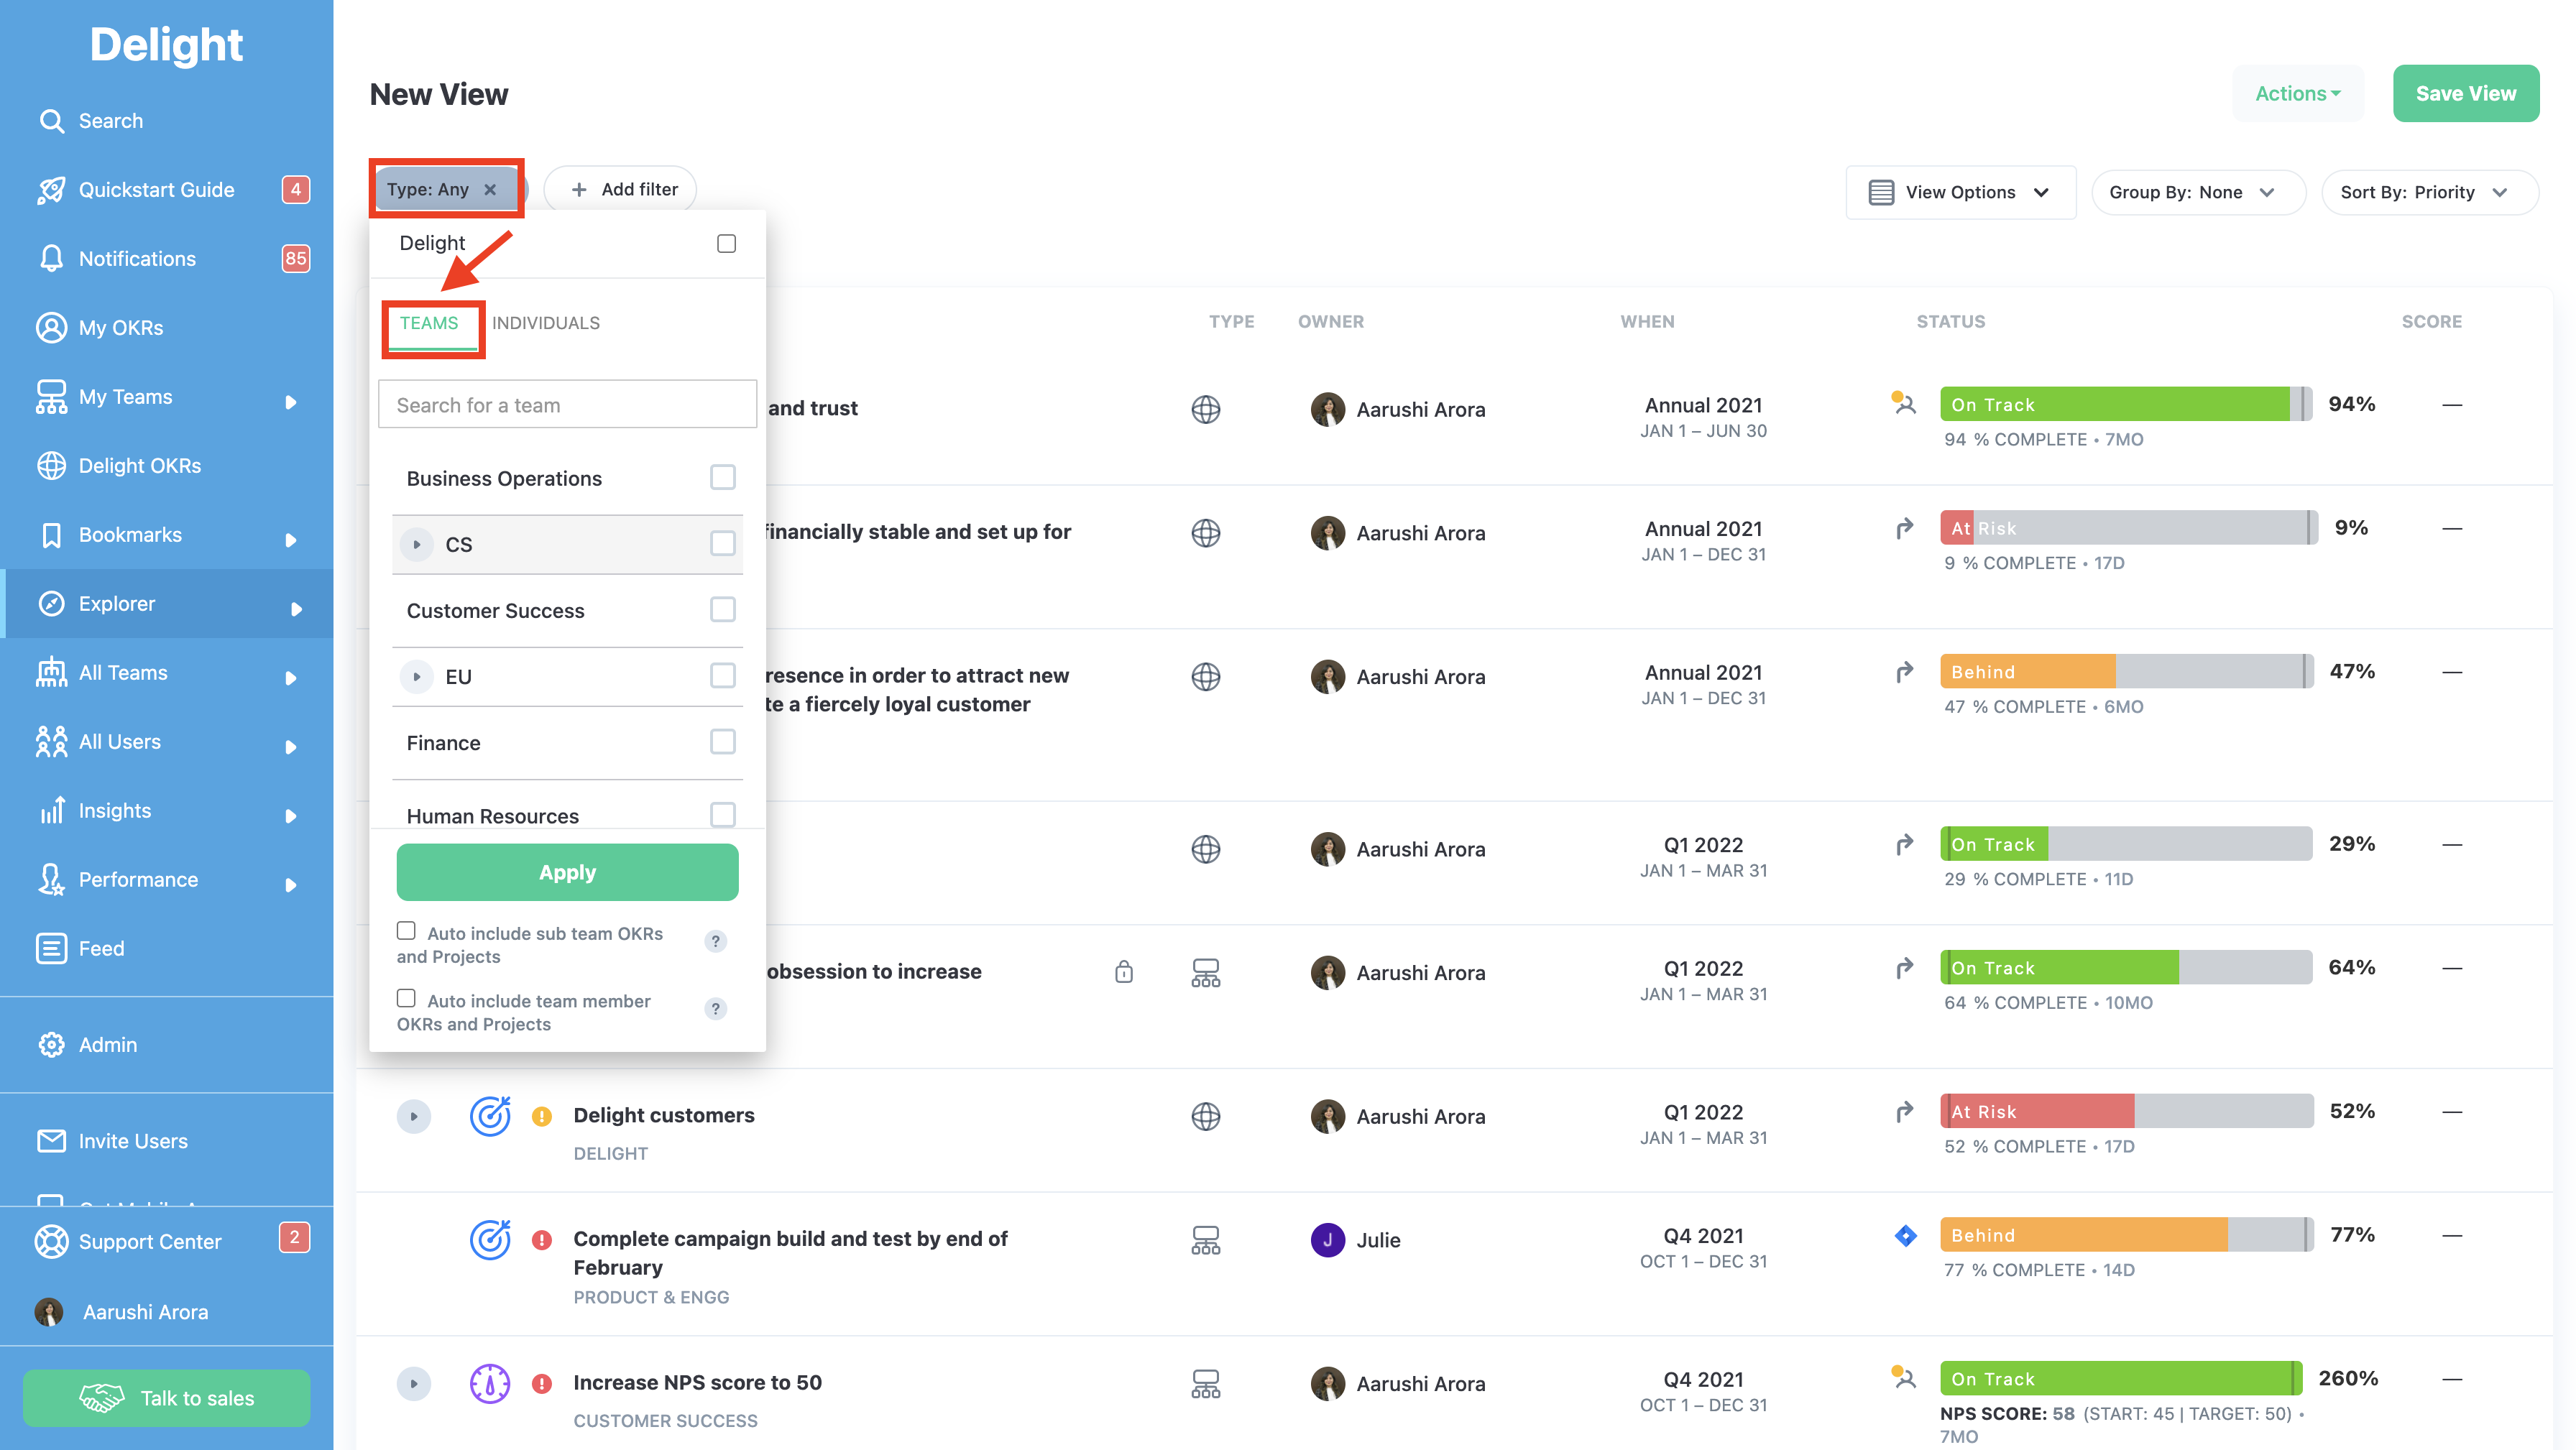 Delight
Search
Quickstart Guide 4
Notifications 85
My OKRs
My Teams
Delight OKRs
Bookmarks
Explorer
All Teams
All Users
Insights
Performance
Feed
Admin
Invite Users
Support Center 2
Aarushi Arora
Talk to sales
New View
Actions
Save View
Type: Any ×
+ Add filter
View Options
Group By: None
Sort By: Priority
Delight
TEAMS INDIVIDUALS
Search for a team
Business Operations
CS
Customer Success
EU
Finance
Human Resources
Apply
Auto include sub team OKRs
and Projects
?
Auto include team member
OKRs and Projects
?
TYPE OWNER WHEN STATUS SCORE
and trust
Aarushi Arora
Annual 2021
JAN 1 – JUN 30
On Track 94% —
94 % COMPLETE • 7MO
financially stable and set up for
Aarushi Arora
Annual 2021
JAN 1 – DEC 31
At Risk 9% —
9 % COMPLETE • 17D
resence in order to attract new
te a fiercely loyal customer
Aarushi Arora
Annual 2021
JAN 1 – DEC 31
Behind 47% —
47 % COMPLETE • 6MO
Aarushi Arora
Q1 2022
JAN 1 – MAR 31
On Track 29% —
29 % COMPLETE • 11D
obsession to increase
Aarushi Arora
Q1 2022
JAN 1 – MAR 31
On Track 64% —
64 % COMPLETE • 10MO
! Delight customers
DELIGHT
Aarushi Arora
Q1 2022
JAN 1 – MAR 31
At Risk 52% —
52 % COMPLETE • 17D
! Complete campaign build and test by end of
February
PRODUCT & ENGG
J Julie
Q4 2021
OCT 1 – DEC 31
Behind 77% —
77 % COMPLETE • 14D
! Increase NPS score to 50
CUSTOMER SUCCESS
Aarushi Arora
Q4 2021
OCT 1 – DEC 31
On Track 260% —
NPS SCORE: 58 (START: 45 | TARGET: 50) •
7MO